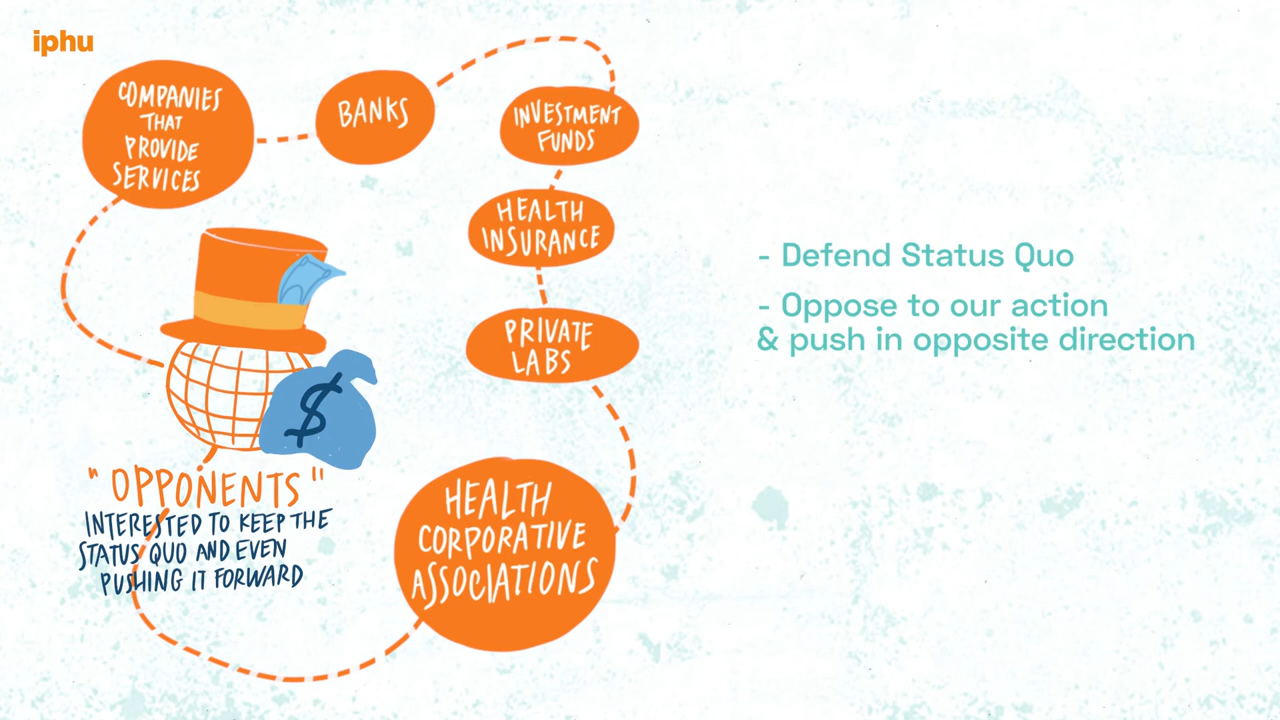 iphu
COMPANIES
THAT
PROVIDE
SERVICES
BANKS
INVESTMENT
FUNDS
HEALTH
INSURANCE
PRIVATE
LABS
HEALTH
CORPORATIVE
ASSOCIATIONS
$
"OPPONENTS"
INTERESTED TO KEEP THE
STATUS QUO AND EVEN
PUSHING IT FORWARD
- Defend Status Quo
- Oppose to our action
& push in opposite direction